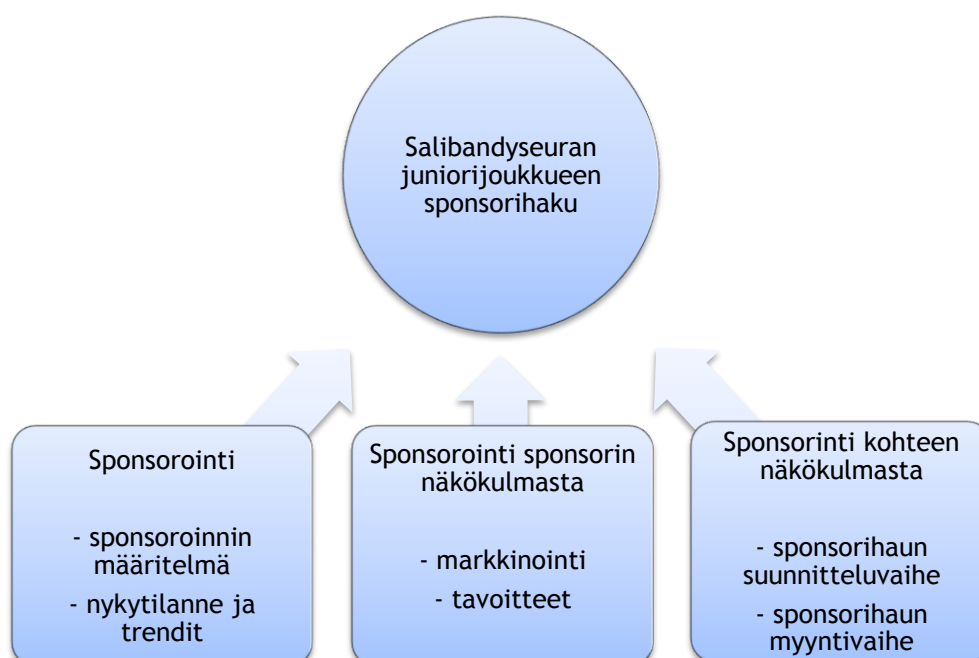 Salibandyseuran
juniorijoukkueen
sponsorihaku
Sponsorointi
- sponsoroinnin
määritelmä
- nykytilanne ja
trendit
Sponsorointi sponsorin
näkökulmasta
- markkinointi
- tavoitteet
Sponsorinti kohteen
näkökulmasta
- sponsorihaun
suunnitteluvaihe
- sponsorihaun
myyntivaihe